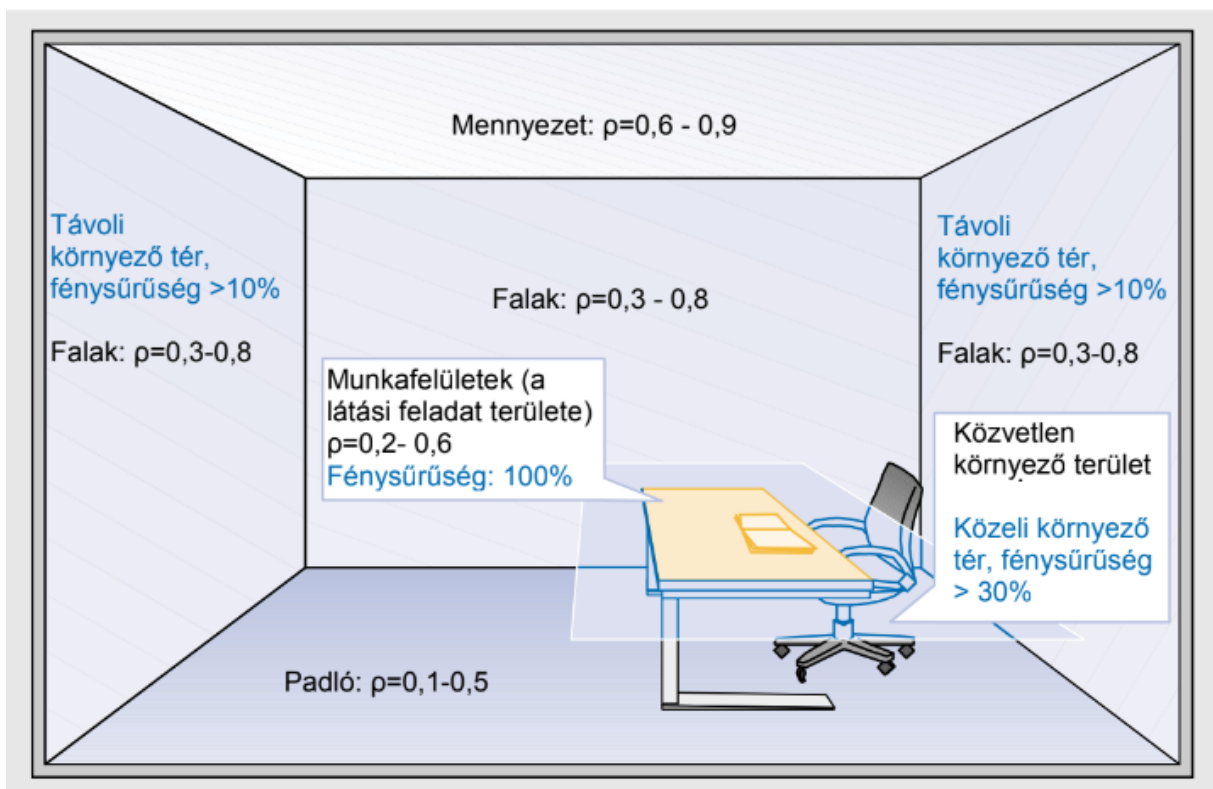 Mennyezet: ρ=0,6 - 0,9
Távoli
környező tér,
fénysűrűség >10%
Falak: ρ=0,3-0,8
Falak: ρ=0,3 - 0,8
Távoli
környező tér,
fénysűrűség >10%
Falak: ρ=0,3-0,8
Munkafelületek (a
látási feladat területe)
ρ=0,2- 0,6
Fénysűrűség: 100%
Közvetlen
környező terület
Közeli környező
tér, fénysűrűség
> 30%
Padló: ρ=0,1-0,5